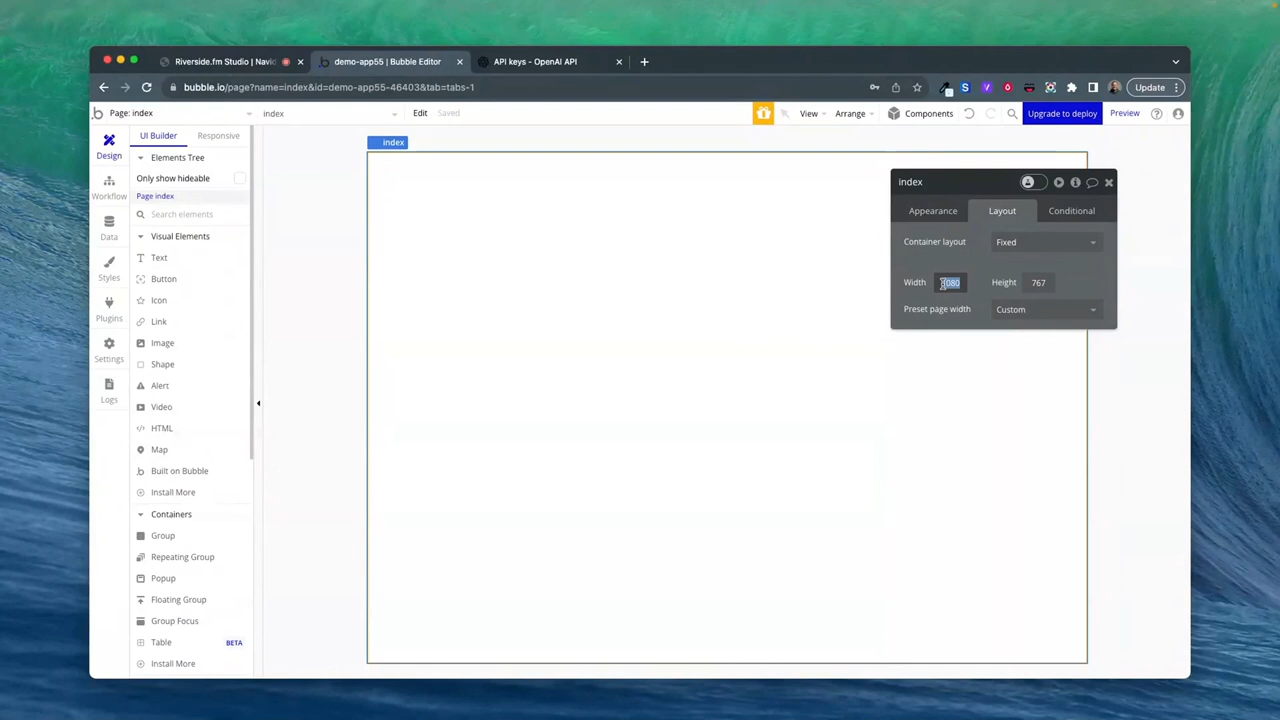 Riverside.fm Studio | Navid
demo-app55 | Bubble Editor
API keys - OpenAI API
bubble.io/page?name=index&id=demo-app55-46403&tab=tabs-1
Update
Page: index
index
Edit
Saved
View
Arrange
Components
Upgrade to deploy
Preview
Design
Workflow
Data
Styles
Plugins
Settings
Logs
UI Builder
Responsive
Elements Tree
Only show hideable
Page index
Search elements
Visual Elements
Text
Button
Icon
Link
Image
Shape
Alert
Video
HTML
Map
Built on Bubble
Install More
Containers
Group
Repeating Group
Popup
Floating Group
Group Focus
Table BETA
Install More
index
index
Appearance
Layout
Conditional
Container layout Fixed
Width 1080 Height 767
Preset page width Custom